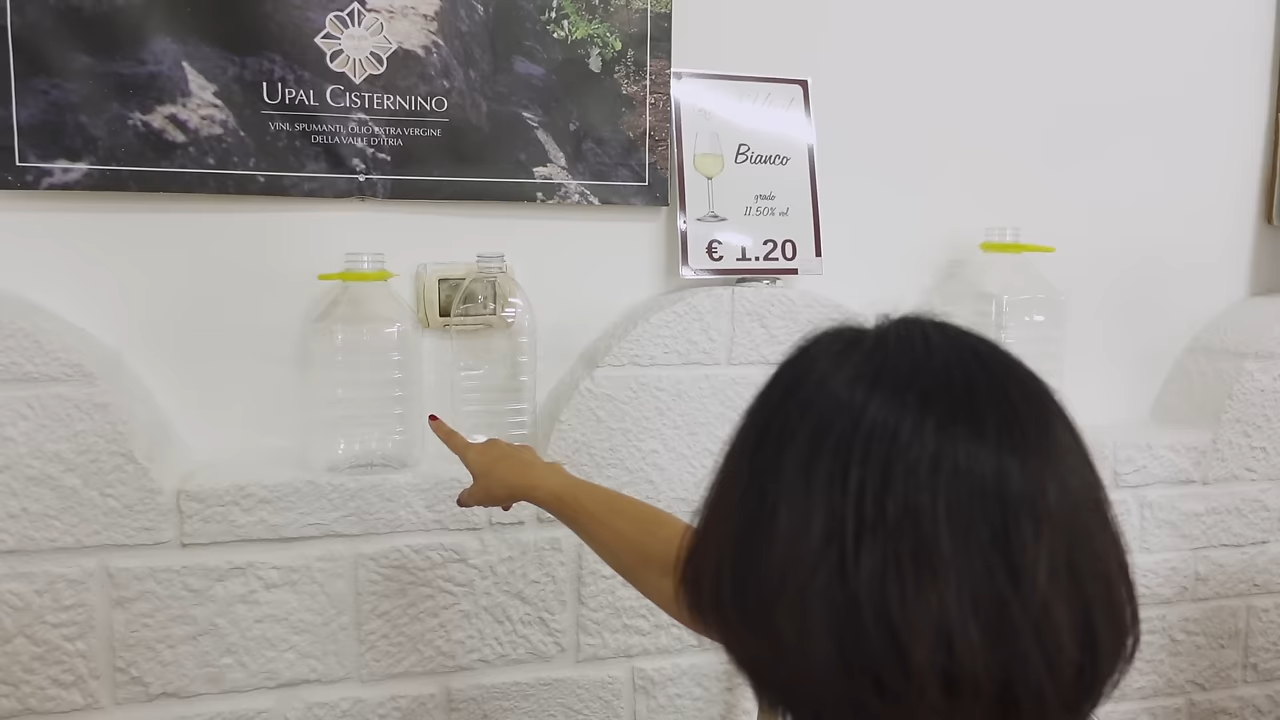 UPAL CISTERNINO
VINI, SPUMANTI, OLIO EXTRA VERGINE
DELLA VALLE D'ITRIA
Bianco
grado
11.50% vol
€ 1.20